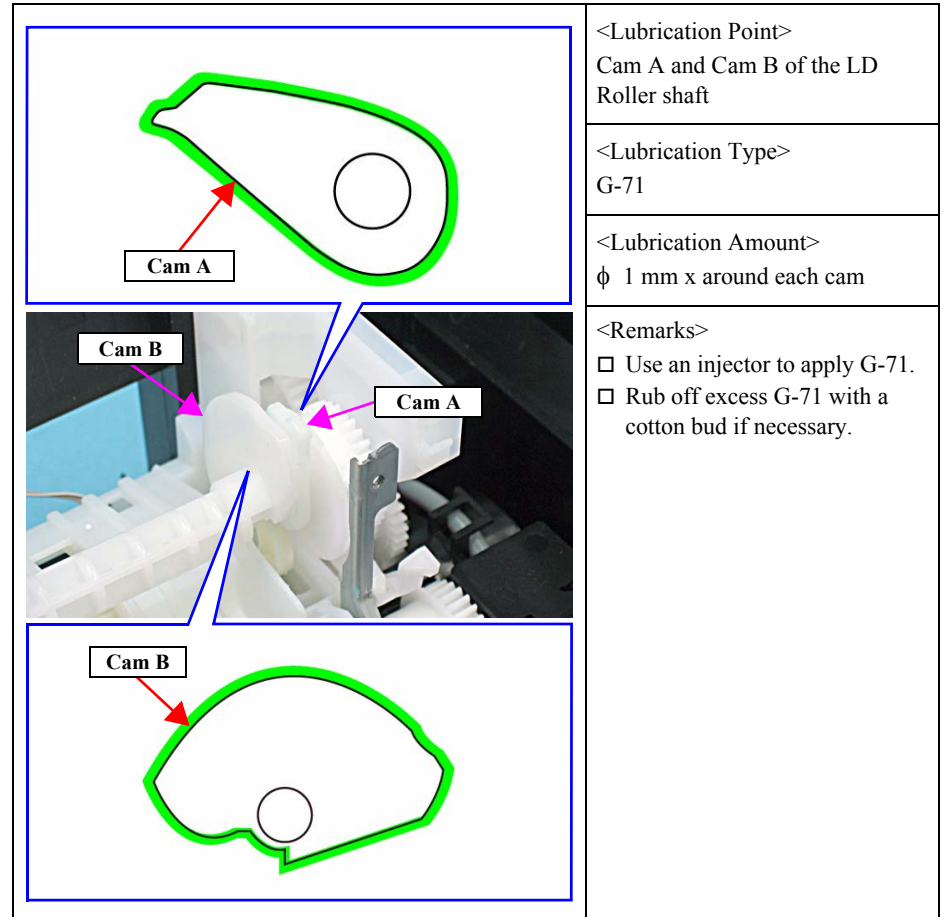 Cam A
Cam B
Cam A
Cam B
<Lubrication Point>
Cam A and Cam B of the LD
Roller shaft
<Lubrication Type>
G-71
<Lubrication Amount>
ϕ 1 mm x around each cam
<Remarks>
□ Use an injector to apply G-71.
□ Rub off excess G-71 with a
cotton bud if necessary.